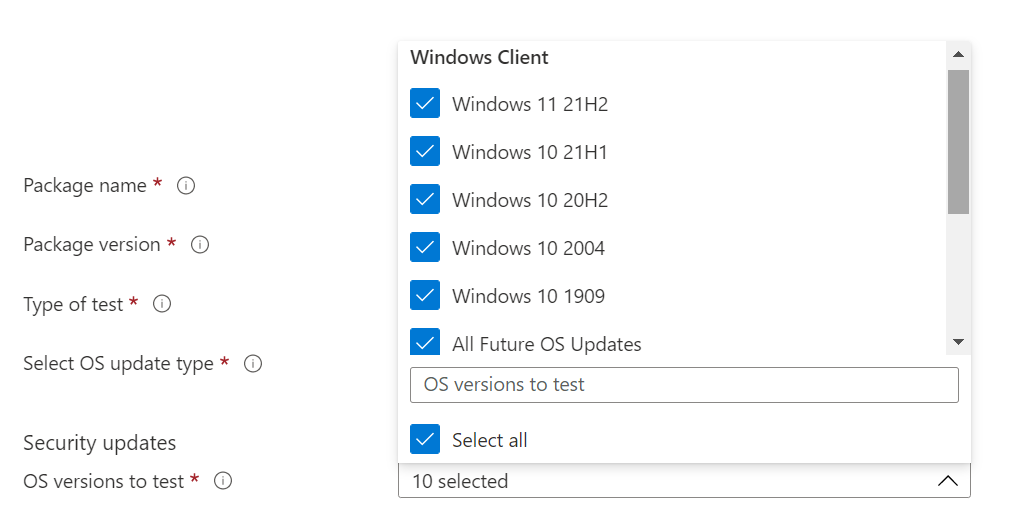 Windows Client
Windows 11 21H2
Windows 10 21H1
Package name *
Windows 10 20H2
Package version *
Windows 10 2004
Type of test *
Windows 10 1909
All Future OS Updates
Select OS update type *
OS versions to test
Security updates
Select all
OS versions to test *
10 selected